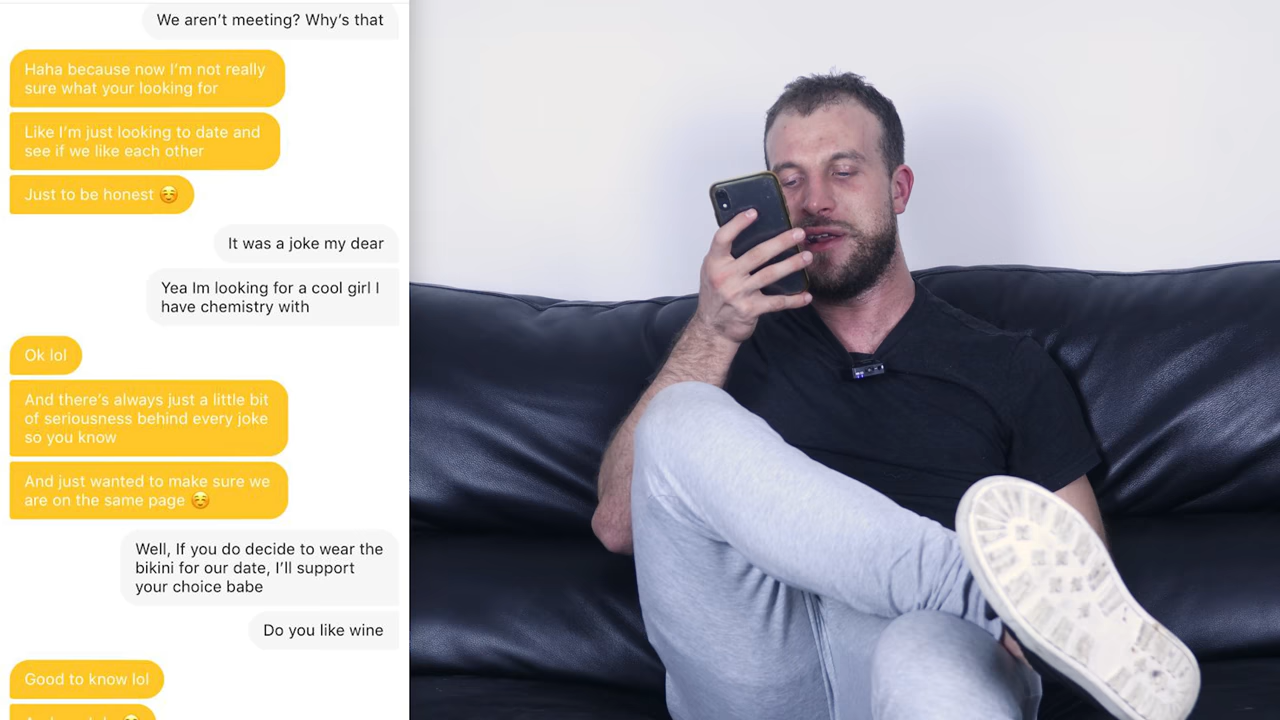 We aren't meeting? Why's that
Haha because now I'm not really
sure what your looking for
Like I'm just looking to date and
see if we like each other
Just to be honest ☺️
It was a joke my dear
Yea Im looking for a cool girl I
have chemistry with
Ok lol
And there's always just a little bit
of seriousness behind every joke
so you know
And just wanted to make sure we
are on the same page ☺️
Well, If you do decide to wear the
bikini for our date, I'll support
your choice babe
Do you like wine
Good to know lol